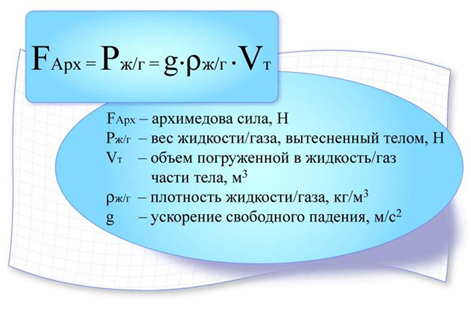 FАрх = Рж/г = g·ρж/г ·Vт
FАрх – архимедова сила, Н
Рж/г – вес жидкости/газа, вытесненный телом, Н
Vт – объем погруженной в жидкость/газ
части тела, м³
ρж/г – плотность жидкости/газа, кг/м³
g – ускорение свободного падения, м/с²